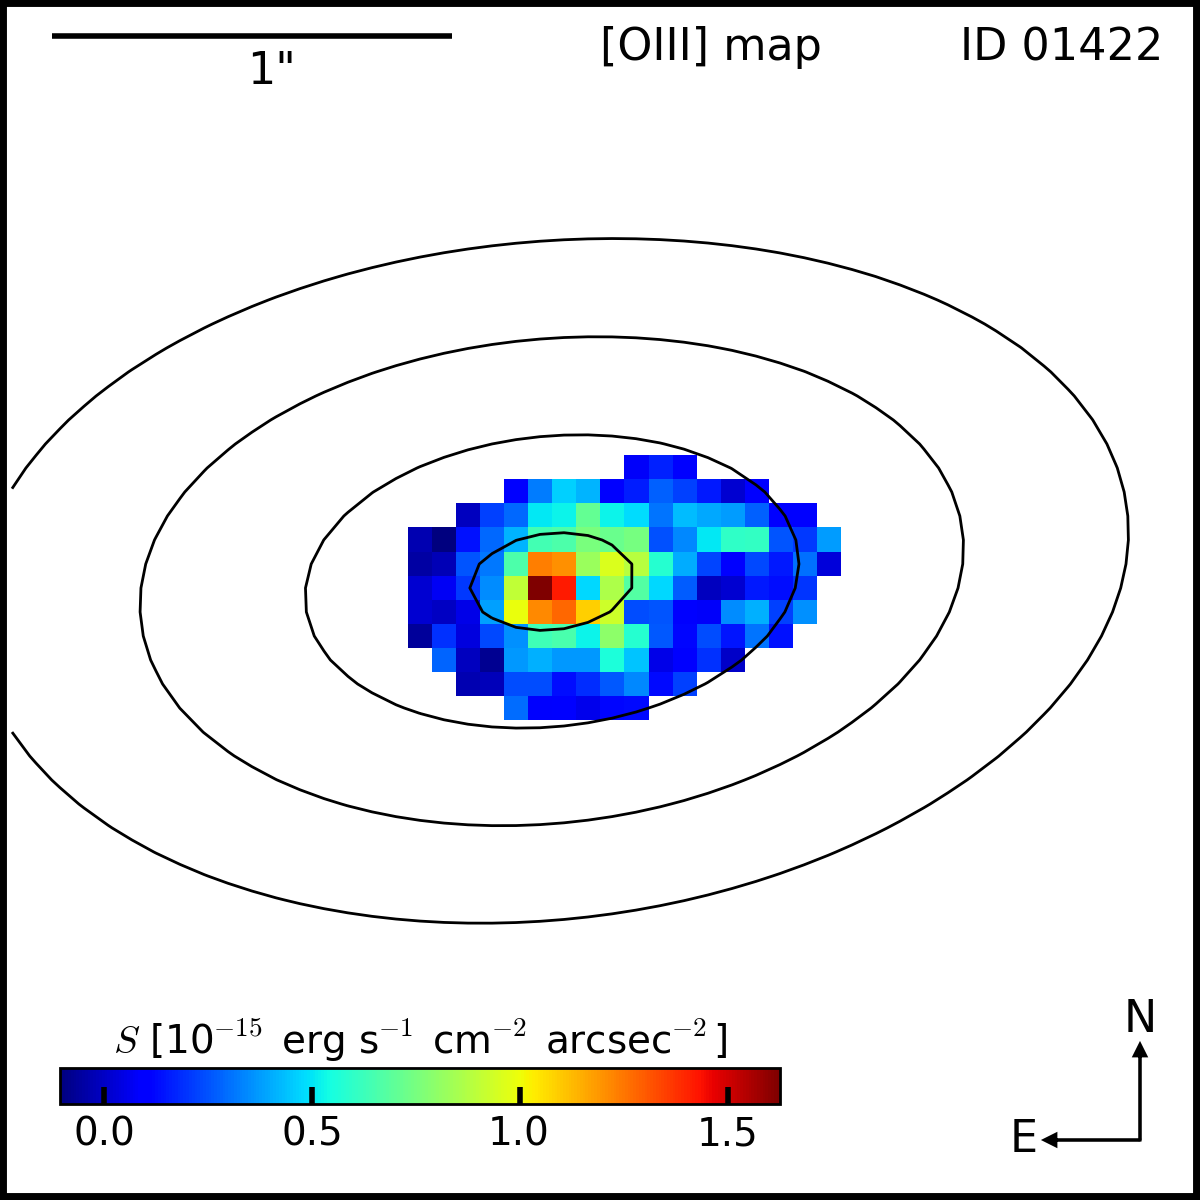 [OIII] map ID 01422
1"
N
S [10⁻¹⁵ erg s⁻¹ cm⁻² arcsec⁻²]
0.0 0.5 1.0 1.5
E